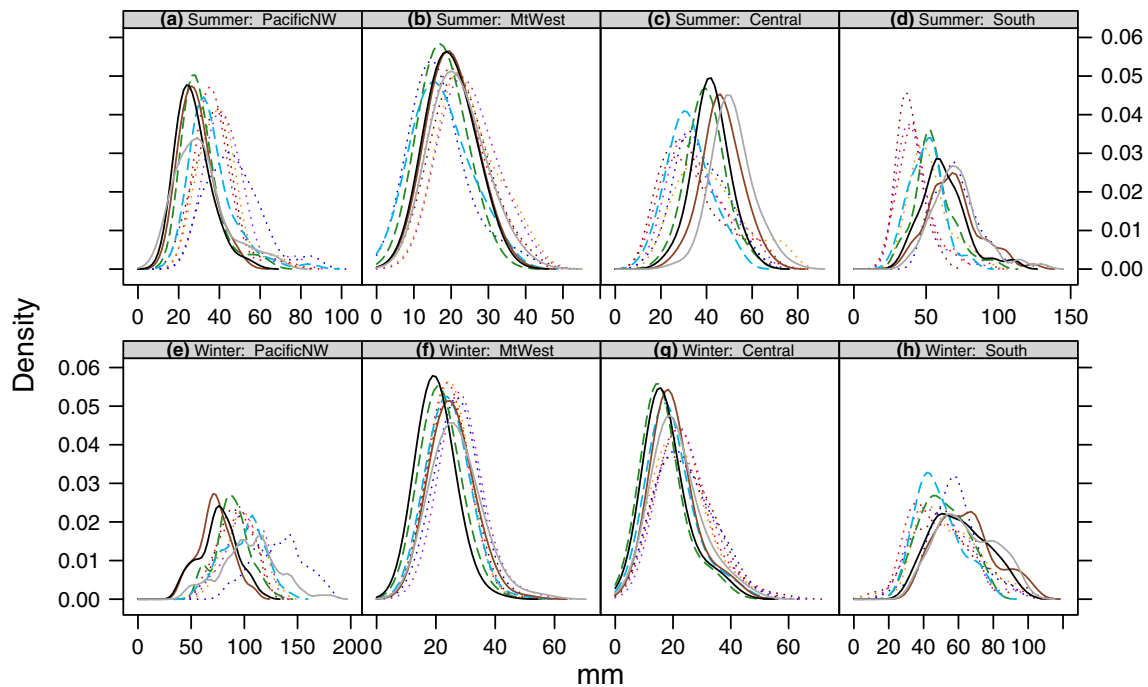 (a) Summer: PacificNW (b) Summer: MtWest (c) Summer: Central (d) Summer: South
0.06
0.05
0.04
0.03
0.02
0.01
0.00
0 20 40 60 80 100 0 10 20 30 40 50 0 20 40 60 80 0 50 100 150
(e) Winter: PacificNW (f) Winter: MtWest (g) Winter: Central (h) Winter: South
0.06
0.05
0.04
0.03
0.02
0.01
0.00
0 50 100 150 200 0 20 40 60 0 20 40 60 0 20 40 60 80 100
Density
mm